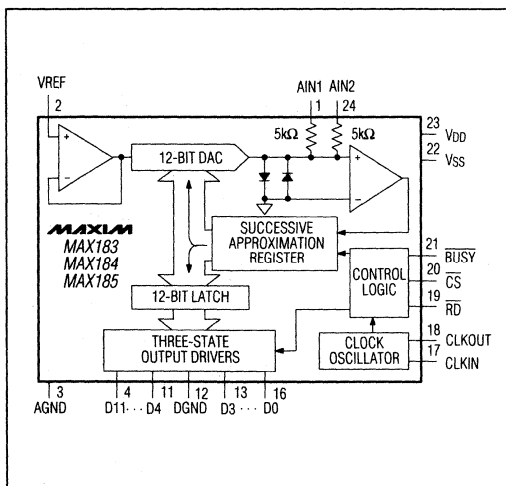 VREF
2
AIN1 AIN2
1 24
5kΩ 5kΩ
23
VDD
22
VSS
+
−
12-BIT DAC
+
−
MAXIM
MAX183
MAX184
MAX185
SUCCESSIVE
APPROXIMATION
REGISTER
12-BIT LATCH
THREE-STATE
OUTPUT DRIVERS
CONTROL
LOGIC
CLOCK
OSCILLATOR
21
BUSY
20
CS
19
RD
18
CLKOUT
17
CLKIN
3 4 11 12 13 16
AGND D11··· D4 DGND D3 ··· D0